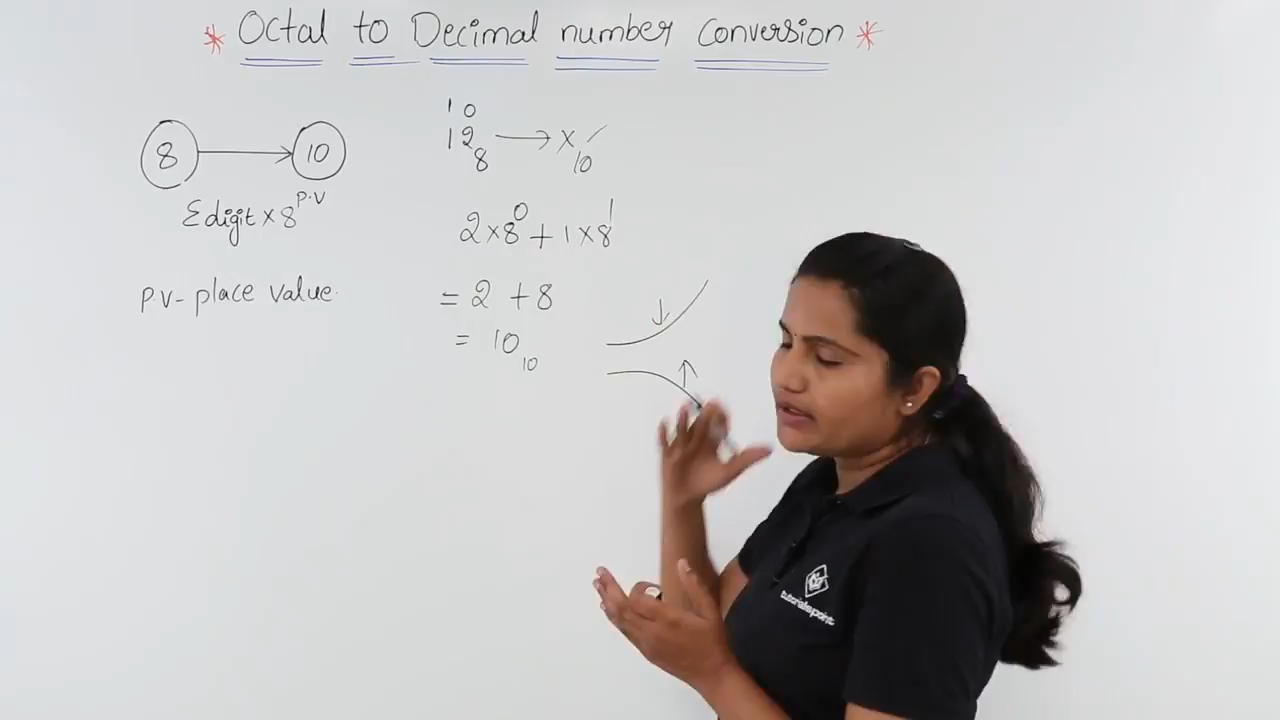 * Octal to Decimal number conversion *
8 → 10
Σ digit × 8^P.V
P.V - place value.
1 0
12₈ → X₁₀
2×8⁰ + 1×8¹
= 2 + 8
= 10₁₀
tutorialspoint